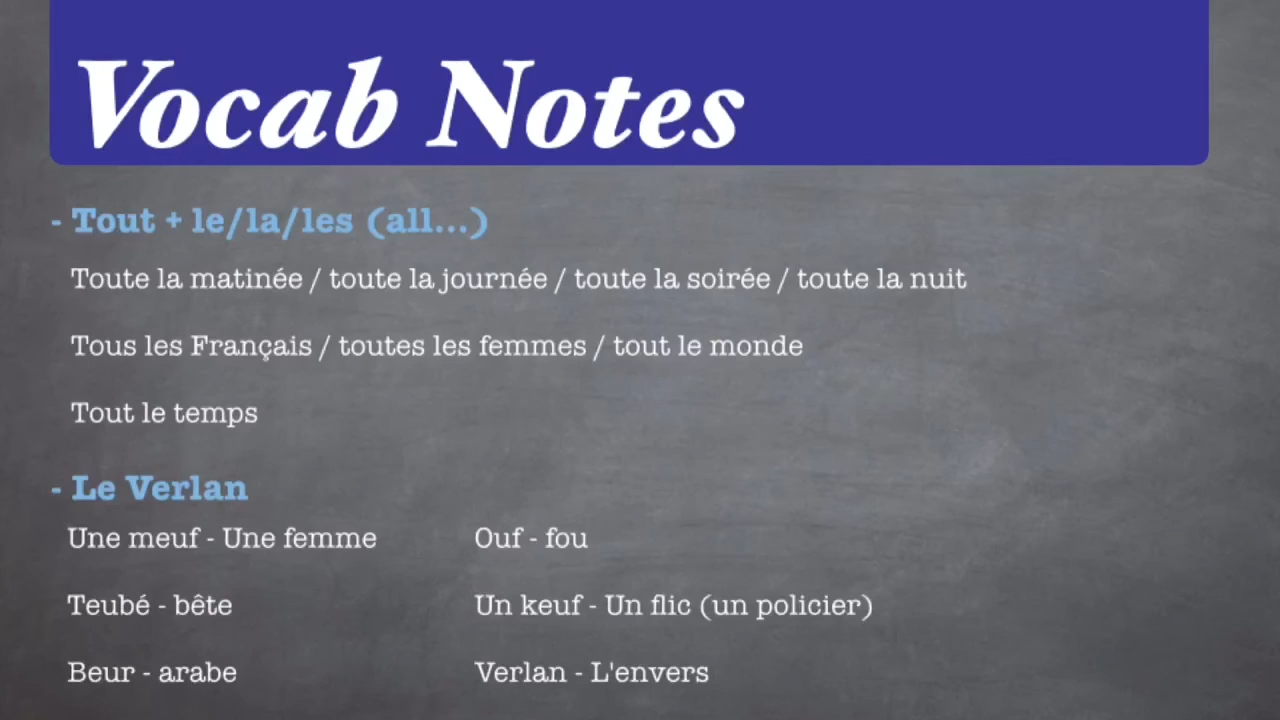 Vocab Notes
- Tout + le/la/les (all...)
Toute la matinée / toute la journée / toute la soirée / toute la nuit
Tous les Français / toutes les femmes / tout le monde
Tout le temps
- Le Verlan
Une meuf - Une femme
Ouf - fou
Teubé - bête
Un keuf - Un flic (un policier)
Beur - arabe
Verlan - L'envers